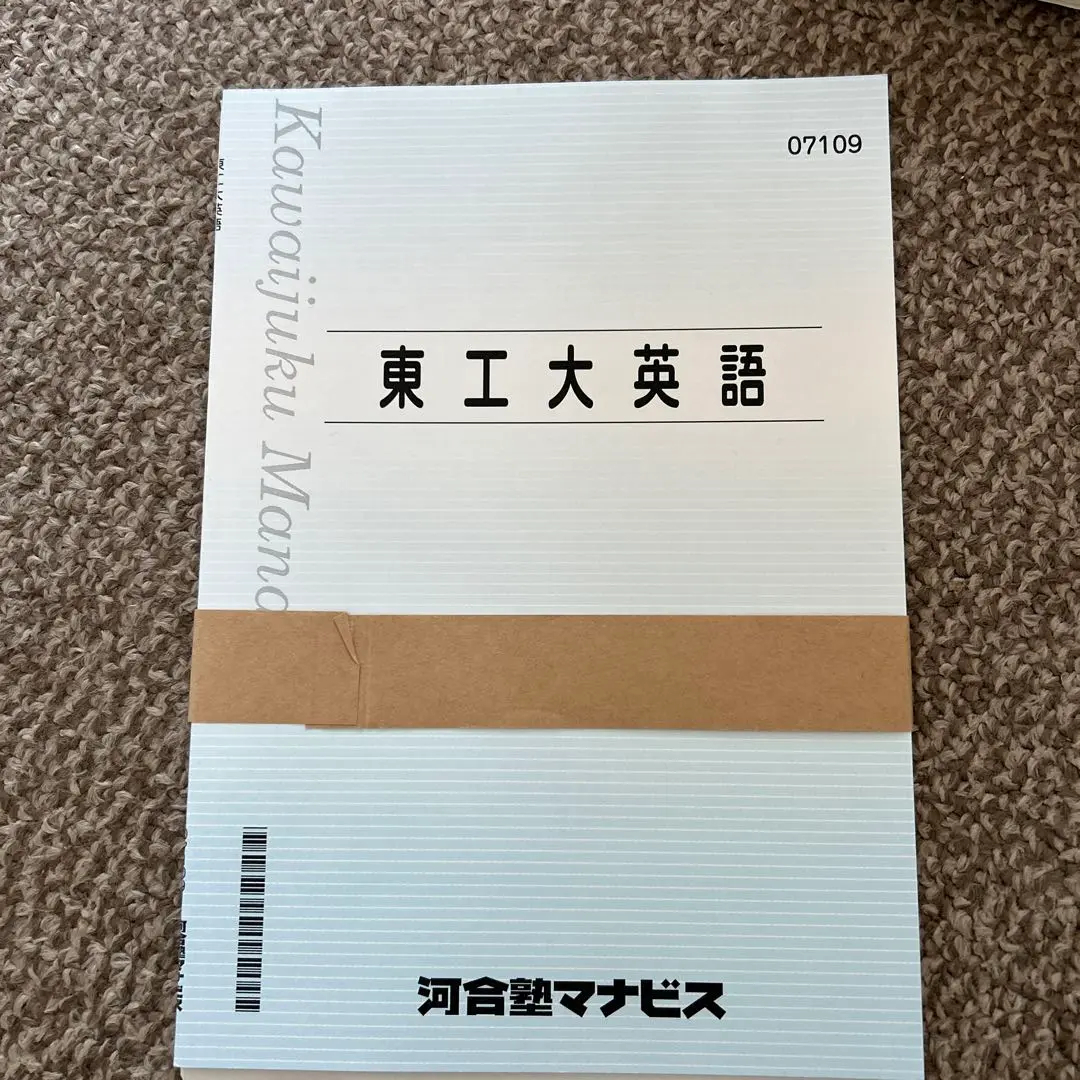 07109
Kawaijuku Mana
東工大英語
河合塾マナビス